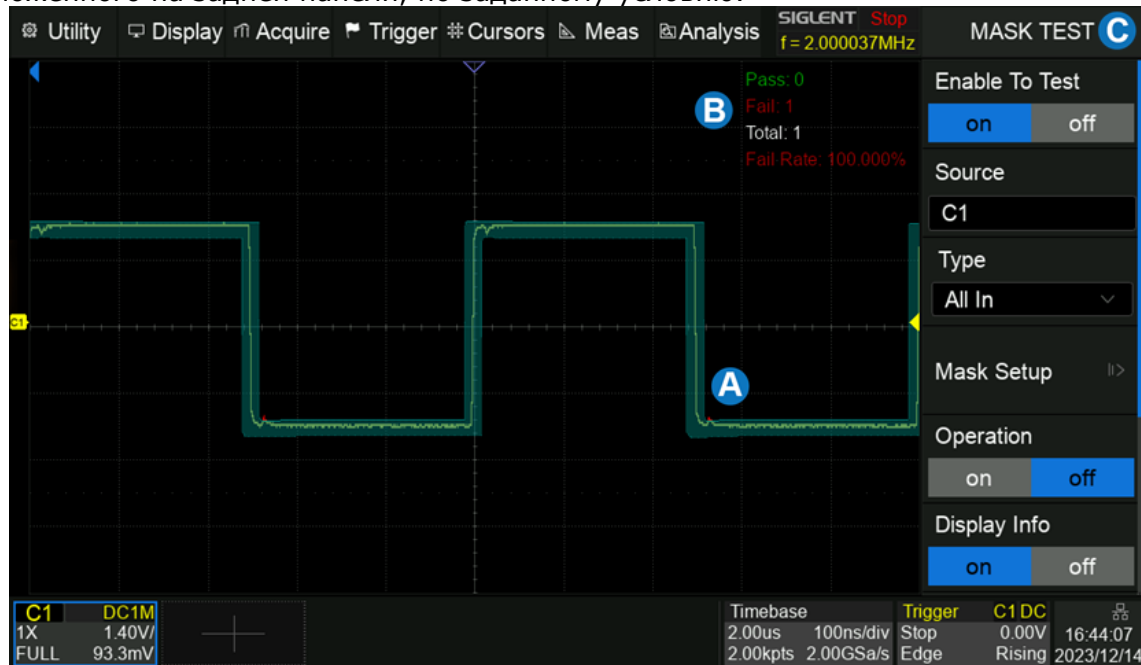 Utility Display Acquire Trigger Cursors Meas Analysis SIGLENT Stop
f = 2.000037MHz
MASK TEST C
Pass: 0
Fail: 1
Total: 1
Fail Rate: 100.000%
B
A
C1
Enable To Test
on off
Source
C1
Type
All In
Mask Setup
Operation
on off
Display Info
on off
C1 DC1M
1X 1.40V/
FULL 93.3mV
Timebase
2.00us 100ns/div
2.00kpts 2.00GSa/s
Trigger C1 DC
Stop 0.00V
Edge Rising
16:44:07
2023/12/14